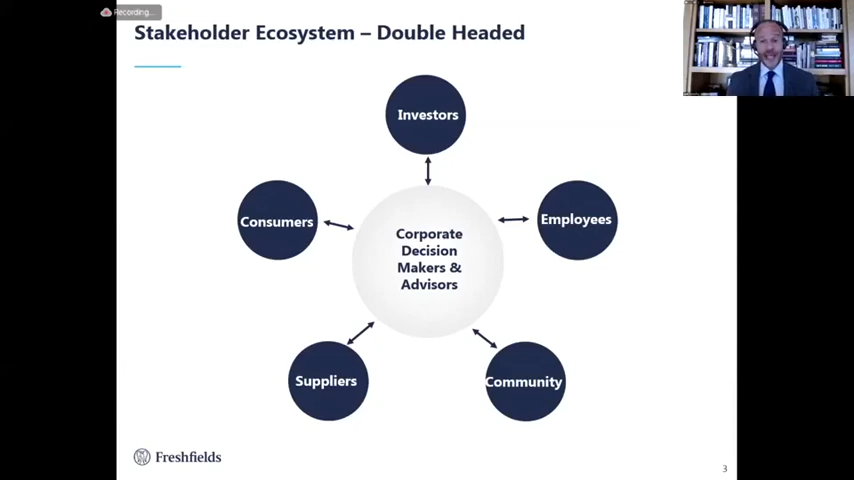 Recording...
Stakeholder Ecosystem – Double Headed
Investors
Consumers
Employees
Corporate
Decision
Makers &
Advisors
Suppliers
Community
Freshfields
3